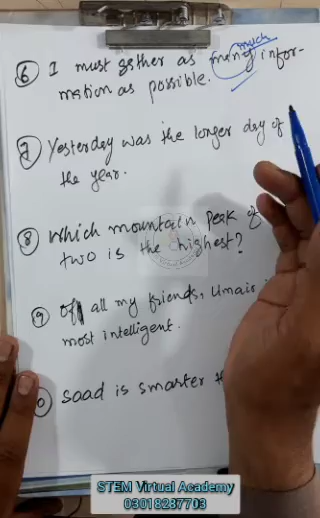 much
⑥ I must gather as many infor-
mation as possible.
⑦ Yesterday was the longer day of
the year.
⑧ Which mountain peak of
two is the highest?
⑨ Of all my friends, Umais
most intelligent.
Saad is smarter
STEM Virtual Academy
03018287703